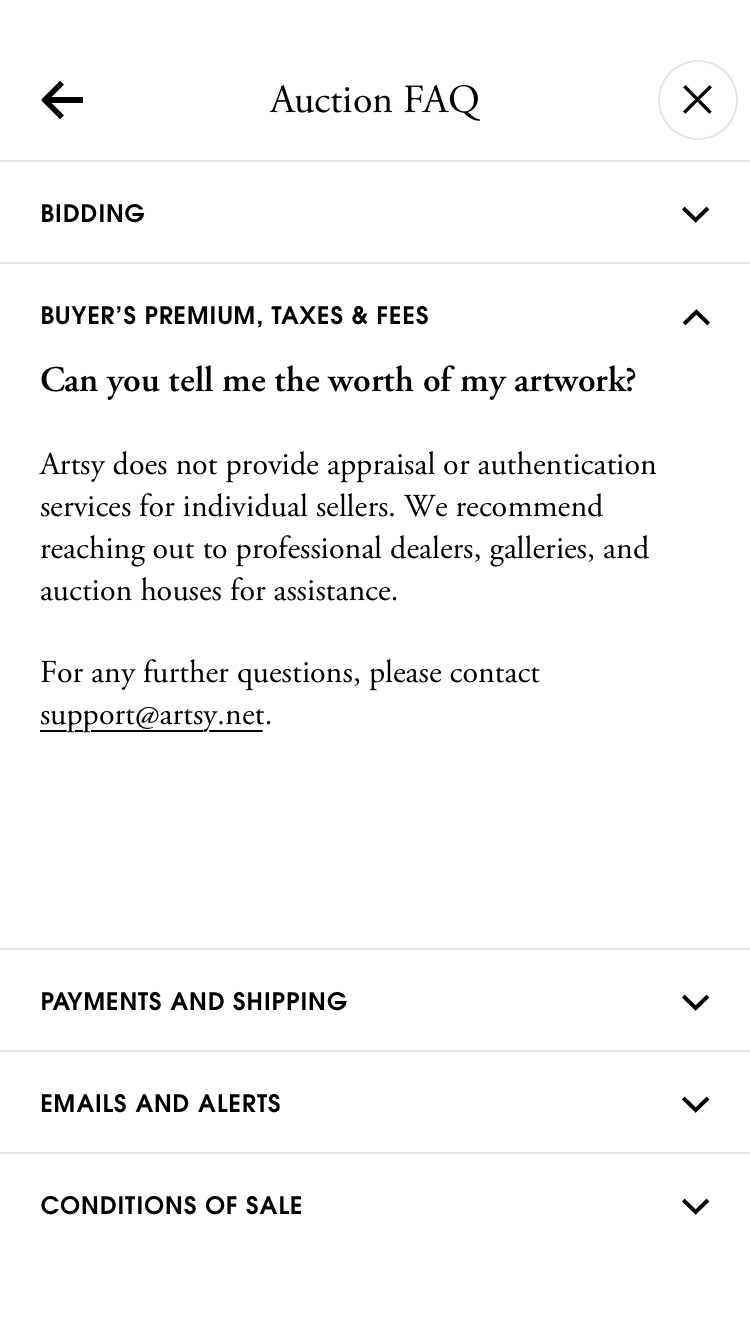 Auction FAQ
BIDDING
BUYER’S PREMIUM, TAXES & FEES
Can you tell me the worth of my artwork?
Artsy does not provide appraisal or authentication
services for individual sellers. We recommend
reaching out to professional dealers, galleries, and
auction houses for assistance.
For any further questions, please contact
support@artsy.net.
PAYMENTS AND SHIPPING
EMAILS AND ALERTS
CONDITIONS OF SALE